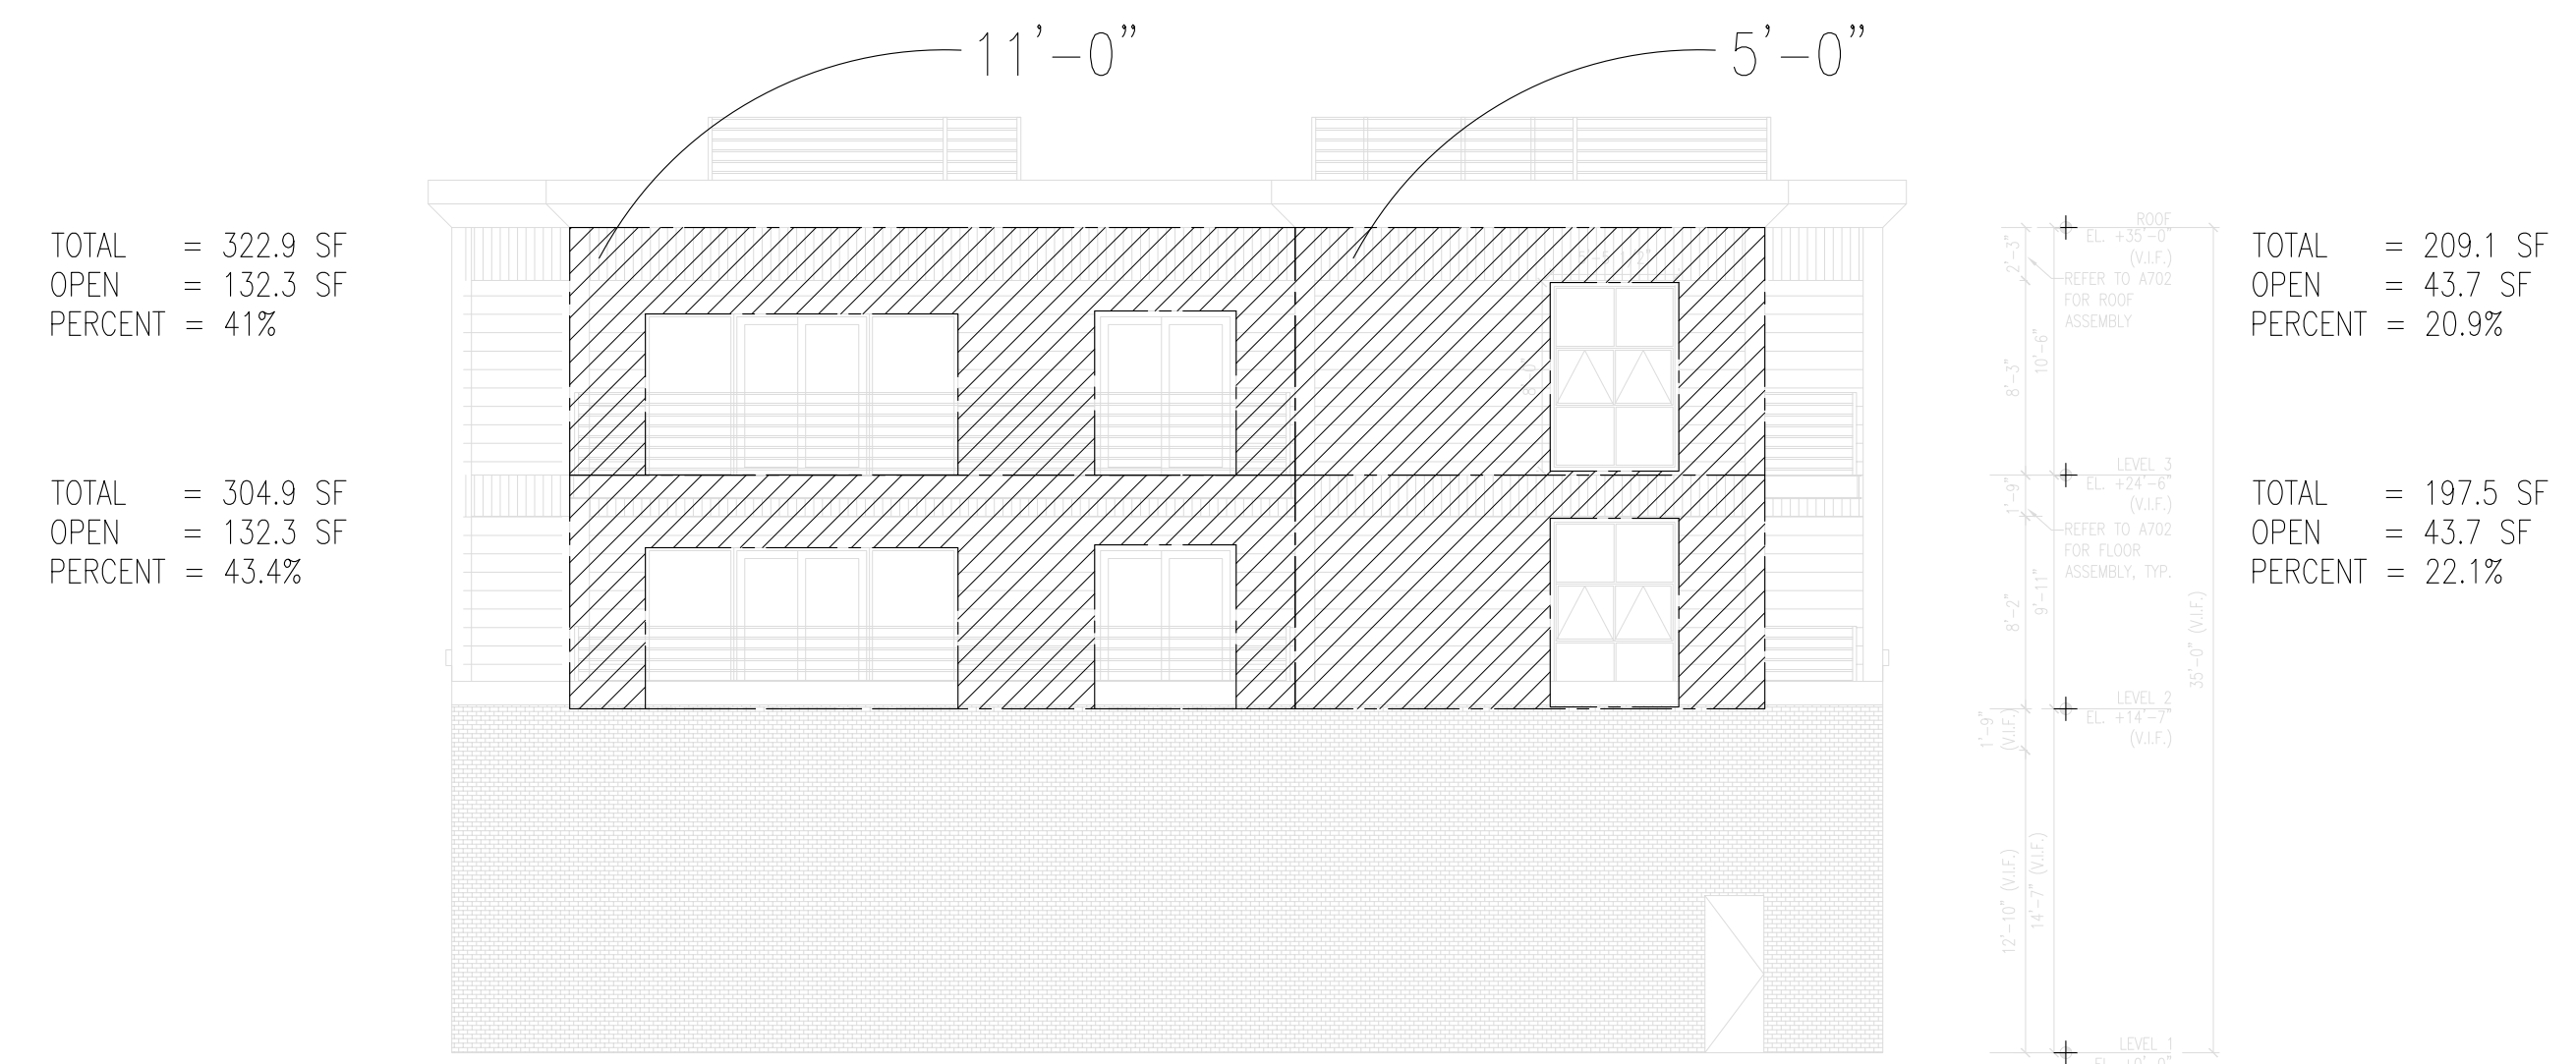 11'-0"
5'-0"
TOTAL = 322.9 SF
OPEN = 132.3 SF
PERCENT = 41%
TOTAL = 304.9 SF
OPEN = 132.3 SF
PERCENT = 43.4%
ROOF
EL. +35'-0"
(V.I.F.)
REFER TO A702
FOR ROOF
ASSEMBLY
2'-3"
10'-6"
8'-3"
LEVEL 3
EL. +24'-6"
(V.I.F.)
REFER TO A702
FOR FLOOR
ASSEMBLY, TYP.
1'-9"
9'-11"
8'-2"
35'-0" (V.I.F.)
LEVEL 2
EL. +14'-7"
(V.I.F.)
1'-9"
(V.I.F.)
12'-10" (V.I.F.)
14'-7" (V.I.F.)
LEVEL 1
TOTAL = 209.1 SF
OPEN = 43.7 SF
PERCENT = 20.9%
TOTAL = 197.5 SF
OPEN = 43.7 SF
PERCENT = 22.1%